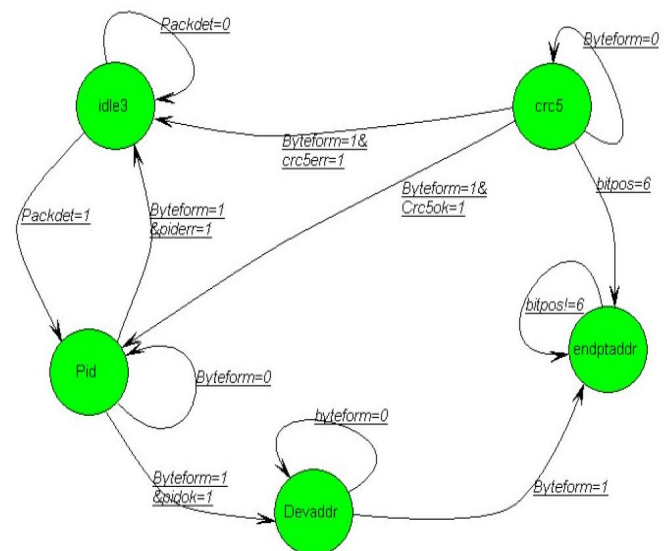 Packdet=0
Byteform=0
idle3
crc5
Byteform=1&
crc5err=1
bitpos=6
Byteform=1&
Crc5ok=1
Packdet=1
Byteform=1
&piderr=1
bitpos!=6
endptaddr
Pid
Byteform=0
byteform=0
Byteform=1
&pidok=1
Byteform=1
Devaddr